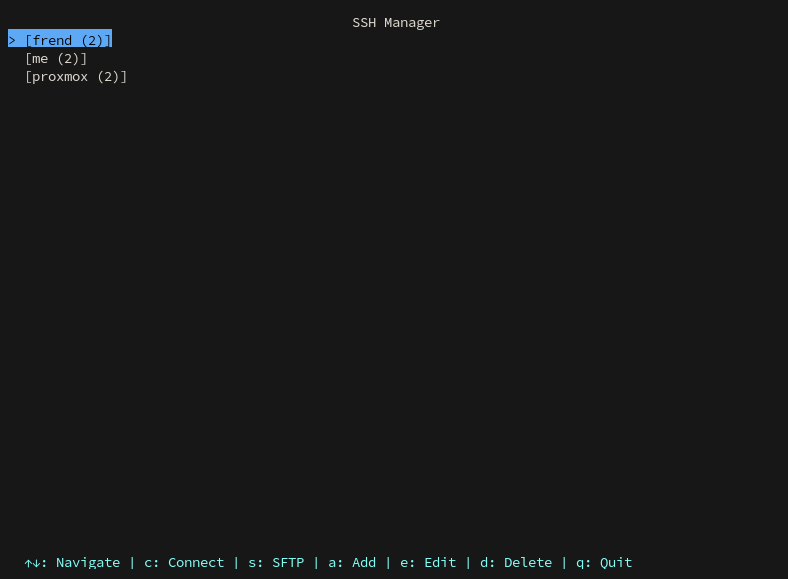 SSH Manager
> [frend (2)]
[me (2)]
[proxmox (2)]
↑↓: Navigate | c: Connect | s: SFTP | a: Add | e: Edit | d: Delete | q: Quit